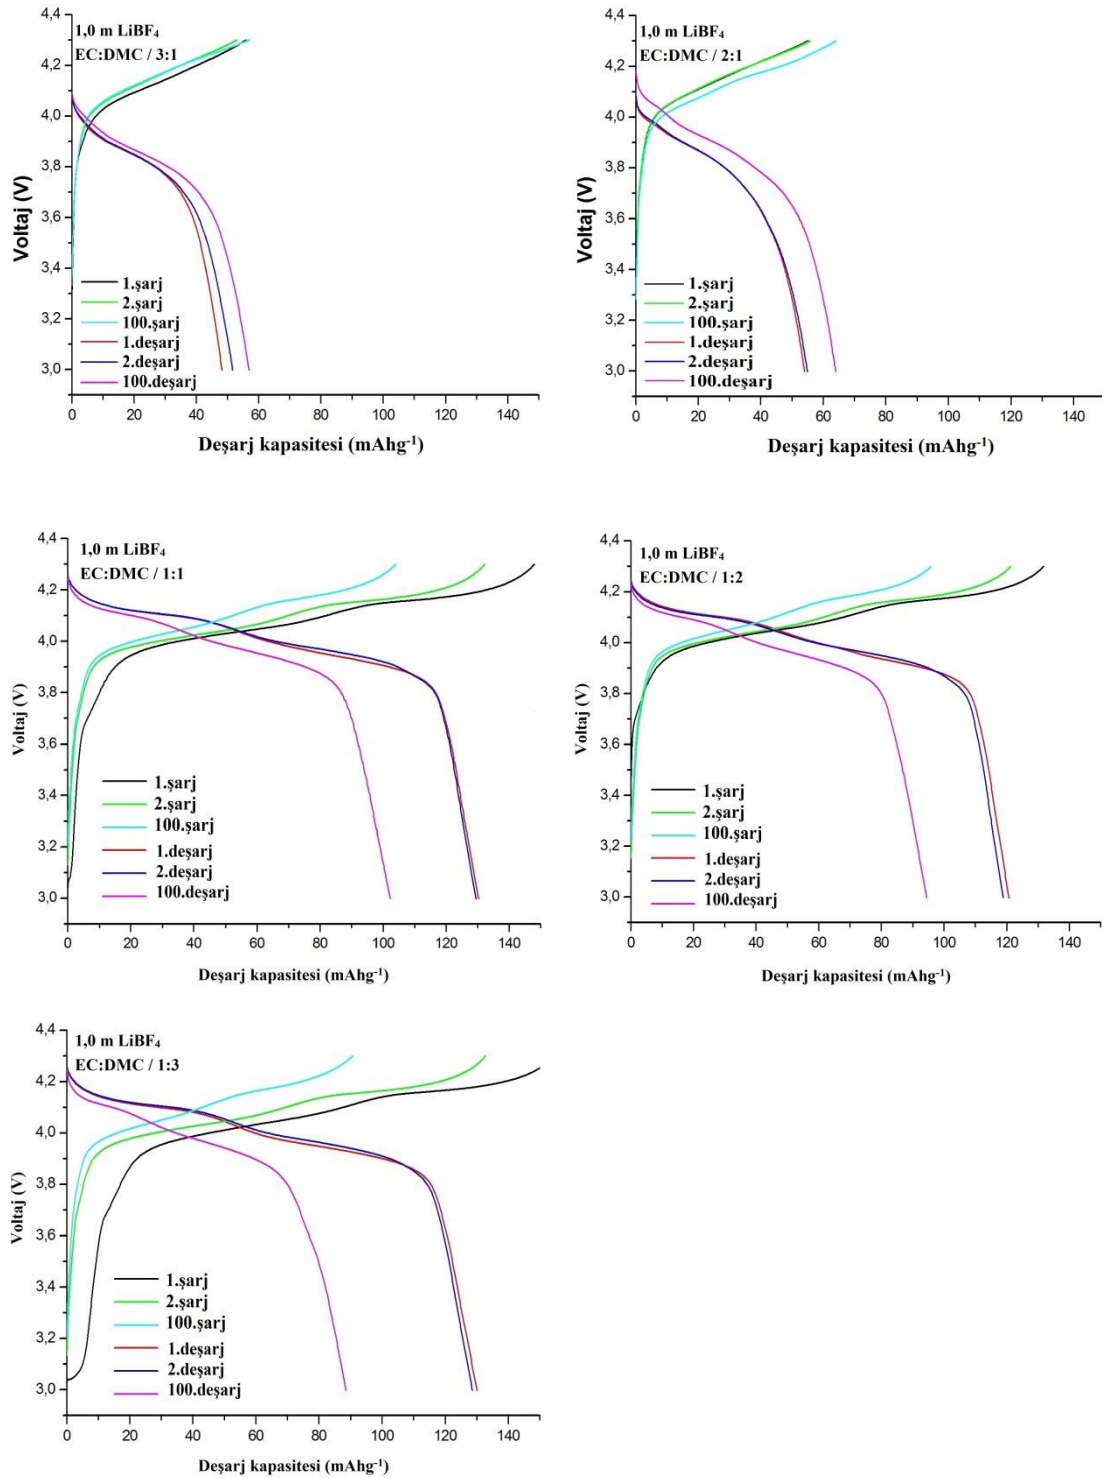 1,0 m LiBF₄
EC:DMC / 3:1
4,4
4,2
4,0
3,8
3,6
3,4
3,2
3,0
Voltaj (V)
1.şarj
2.şarj
100.şarj
1.deşarj
2.deşarj
100.deşarj
0 20 40 60 80 100 120 140
Deşarj kapasitesi (mAhg⁻¹)
1,0 m LiBF₄
EC:DMC / 2:1
4,4
4,2
4,0
3,8
3,6
3,4
3,2
3,0
Voltaj (V)
1.şarj
2.şarj
100.şarj
1.deşarj
2.deşarj
100.deşarj
0 20 40 60 80 100 120 140
Deşarj kapasitesi (mAhg⁻¹)
1,0 m LiBF₄
EC:DMC / 1:1
4,4
4,2
4,0
3,8
3,6
3,4
3,2
3,0
Voltaj (V)
1.şarj
2.şarj
100.şarj
1.deşarj
2.deşarj
100.deşarj
0 20 40 60 80 100 120 140
Deşarj kapasitesi (mAhg⁻¹)
1,0 m LiBF₄
EC:DMC / 1:2
4,4
4,2
4,0
3,8
3,6
3,4
3,2
3,0
Voltaj (V)
1.şarj
2.şarj
100.şarj
1.deşarj
2.deşarj
100.deşarj
0 20 40 60 80 100 120 140
Deşarj kapasitesi (mAhg⁻¹)
1,0 m LiBF₄
EC:DMC / 1:3
4,4
4,2
4,0
3,8
3,6
3,4
3,2
3,0
Voltaj (V)
1.şarj
2.şarj
100.şarj
1.deşarj
2.deşarj
100.deşarj
0 20 40 60 80 100 120 140
Deşarj kapasitesi (mAhg⁻¹)